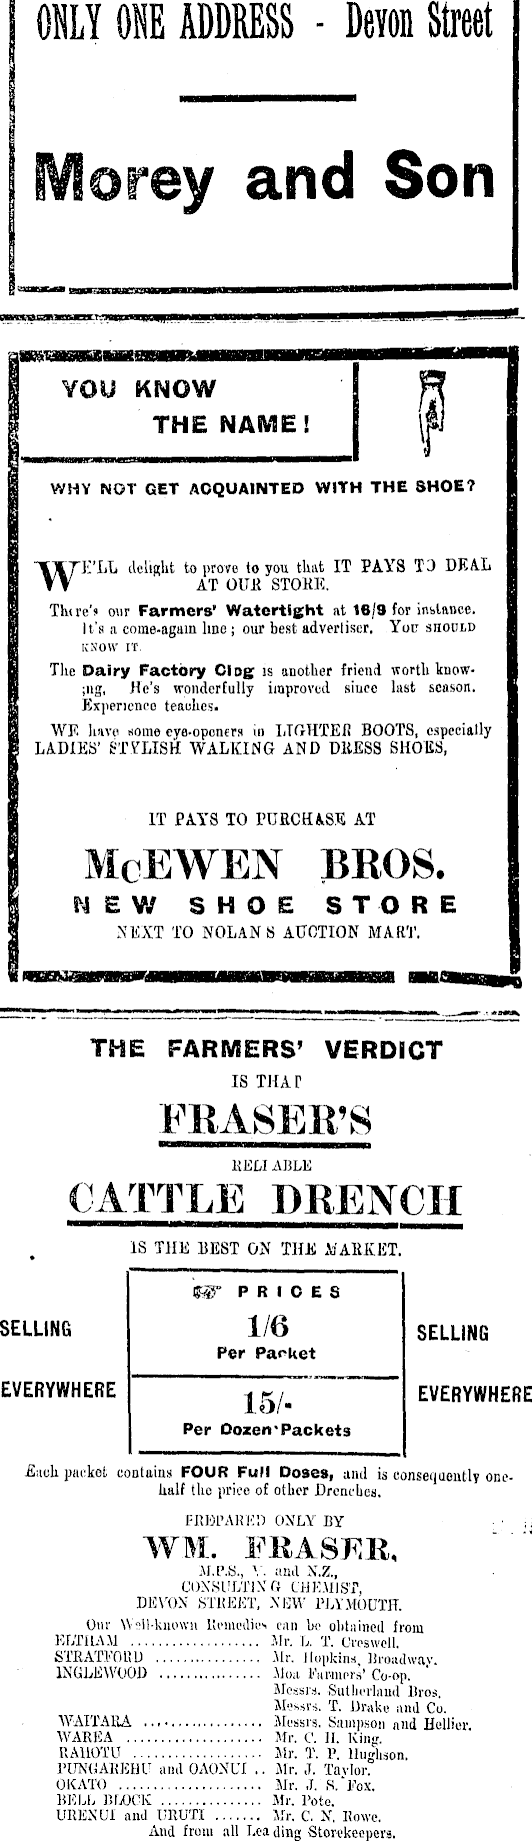 ONLY ONE ADDRESS - Devon Street
Morey and Son
YOU KNOW
THE NAME!
WHY NOT GET ACQUAINTED WITH THE SHOE?
WE'LL delight to prove to you that IT PAYS TO DEAL
AT OUR STORE.
There's our Farmers' Watertight at 16/9 for instance.
It's a come-again line; our best advertiser. YOU SHOULD
KNOW IT.
The Dairy Factory Clog is another friend worth know-
ing. He's wonderfully improved since last season.
Experience teaches.
WE have some eye-openers in LIGHTER BOOTS, especially
LADIES' STYLISH WALKING AND DRESS SHOES,
IT PAYS TO PURCHASE AT
McEWEN BROS.
NEW SHOE STORE
NEXT TO NOLAN'S AUCTION MART.
THE FARMERS' VERDICT
IS THAT
FRASER'S
RELIABLE
CATTLE DRENCH
IS THE BEST ON THE MARKET.
PRICES
1/6
Per Packet
15/-
Per Dozen Packets
SELLING
EVERYWHERE
SELLING
EVERYWHERE
Each packet contains FOUR Full Doses, and is consequently one-
half the price of other Drenches.
PREPARED ONLY BY
WM. FRASER,
M.P.S., V. and N.Z.,
CONSULTING CHEMIST,
DEVON STREET, NEW PLYMOUTH.
Our Well-known Remedies can be obtained from
ELTHAM ................... Mr. L. T. Creswell.
STRATFORD ............... Mr. Hopkins, Broadway.
INGLEWOOD ............... Moa Farmers' Co-op.
Messrs. Sutherland Bros.
Messrs. T. Drake and Co.
WAITARA .................. Messrs. Sampson and Hellier.
WAREA .................... Mr. C. H. King.
RAHOTU ................... Mr. T. P. Hughson.
PUNGAREHU and OAONUI .. Mr. J. Taylor.
OKATO ..................... Mr. J. S. Fox.
BELL BLOCK ............... Mr. Pote.
URENUI and URUTI ....... Mr. C. N. Rowe.
And from all Leading Storekeepers.